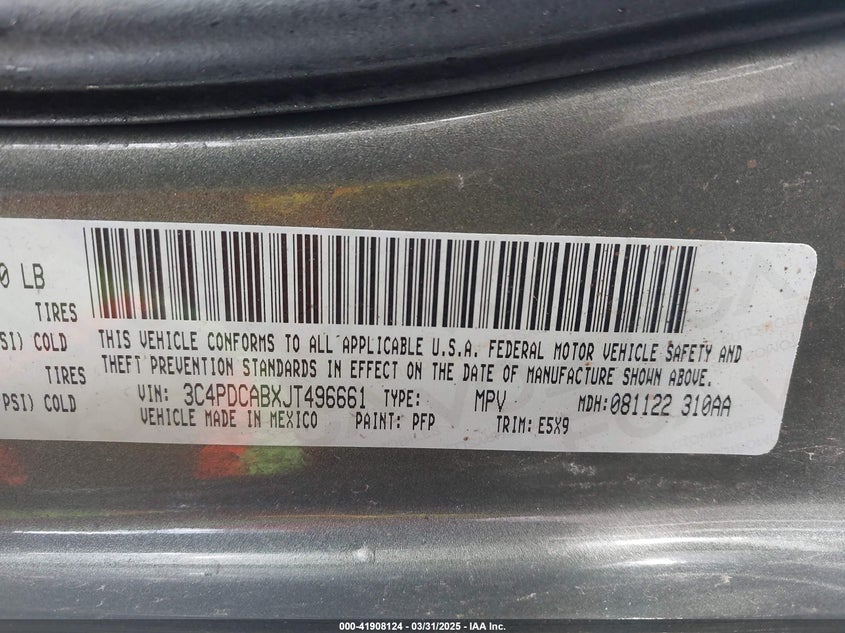 0 LB
TIRES
SI) COLD
TIRES
PSI) COLD
THIS VEHICLE CONFORMS TO ALL APPLICABLE U.S.A. FEDERAL MOTOR VEHICLE SAFETY AND
THEFT PREVENTION STANDARDS IN EFFECT ON THE DATE OF MANUFACTURE SHOWN ABOVE.
VIN: 3C4PDCABXJT496661 TYPE: MPV MDH:081122 310AA
VEHICLE MADE IN MEXICO PAINT: PFP TRIM: E5X9
000-41908124 - 03/31/2025 - IAA Inc.